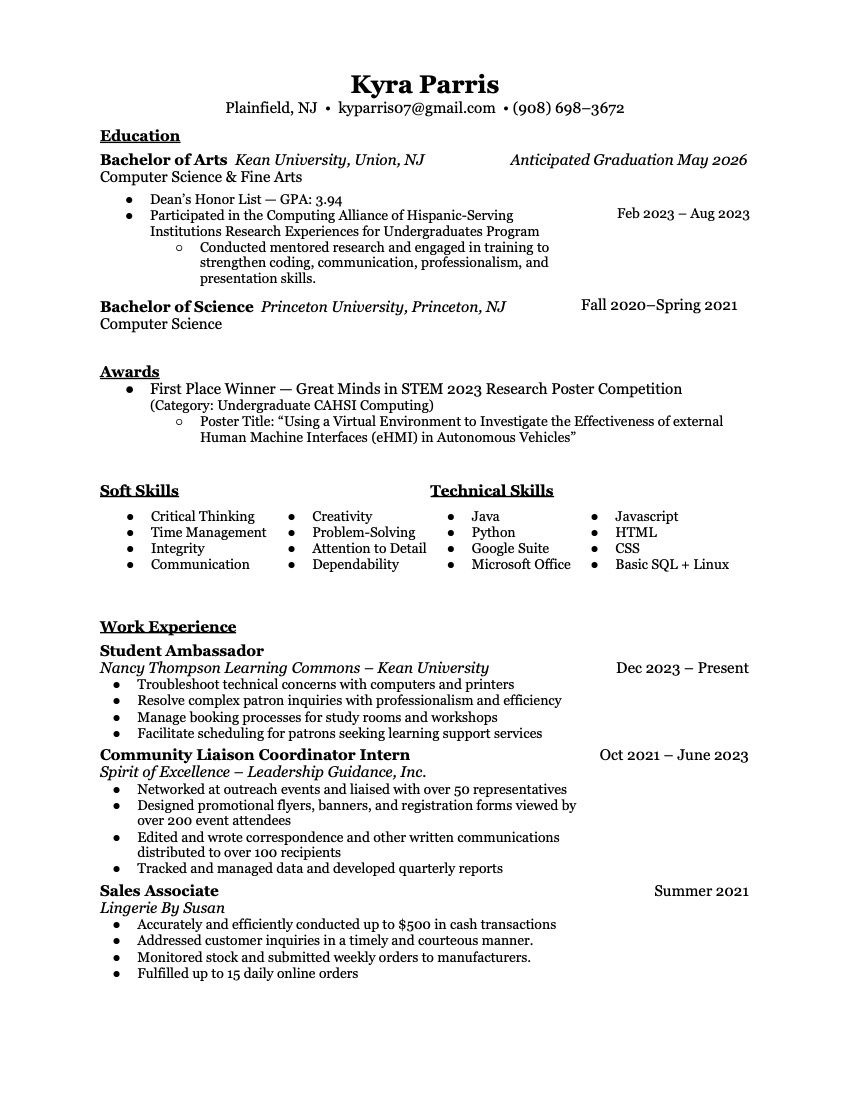 Kyra Parris
Plainfield, NJ • kyparris07@gmail.com • (908) 698–3672
Education
Bachelor of Arts Kean University, Union, NJ Anticipated Graduation May 2026
Computer Science & Fine Arts
● Dean’s Honor List — GPA: 3.94
● Participated in the Computing Alliance of Hispanic-Serving Feb 2023 – Aug 2023
Institutions Research Experiences for Undergraduates Program
○ Conducted mentored research and engaged in training to
strengthen coding, communication, professionalism, and
presentation skills.
Bachelor of Science Princeton University, Princeton, NJ Fall 2020–Spring 2021
Computer Science
Awards
● First Place Winner — Great Minds in STEM 2023 Research Poster Competition
(Category: Undergraduate CAHSI Computing)
○ Poster Title: “Using a Virtual Environment to Investigate the Effectiveness of external
Human Machine Interfaces (eHMI) in Autonomous Vehicles”
Soft Skills Technical Skills
● Critical Thinking ● Creativity ● Java ● Javascript
● Time Management ● Problem-Solving ● Python ● HTML
● Integrity ● Attention to Detail ● Google Suite ● CSS
● Communication ● Dependability ● Microsoft Office ● Basic SQL + Linux
Work Experience
Student Ambassador
Nancy Thompson Learning Commons – Kean University Dec 2023 – Present
● Troubleshoot technical concerns with computers and printers
● Resolve complex patron inquiries with professionalism and efficiency
● Manage booking processes for study rooms and workshops
● Facilitate scheduling for patrons seeking learning support services
Community Liaison Coordinator Intern Oct 2021 – June 2023
Spirit of Excellence – Leadership Guidance, Inc.
● Networked at outreach events and liaised with over 50 representatives
● Designed promotional flyers, banners, and registration forms viewed by
over 200 event attendees
● Edited and wrote correspondence and other written communications
distributed to over 100 recipients
● Tracked and managed data and developed quarterly reports
Sales Associate Summer 2021
Lingerie By Susan
● Accurately and efficiently conducted up to $500 in cash transactions
● Addressed customer inquiries in a timely and courteous manner.
● Monitored stock and submitted weekly orders to manufacturers.
● Fulfilled up to 15 daily online orders